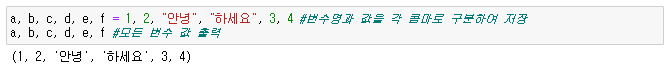 a, b, c, d, e, f = 1, 2, "안녕", "하세요", 3, 4 #변수명과 값을 각 콤마로 구분하여 저장
a, b, c, d, e, f #모든 변수 값 출력
(1, 2, '안녕', '하세요', 3, 4)